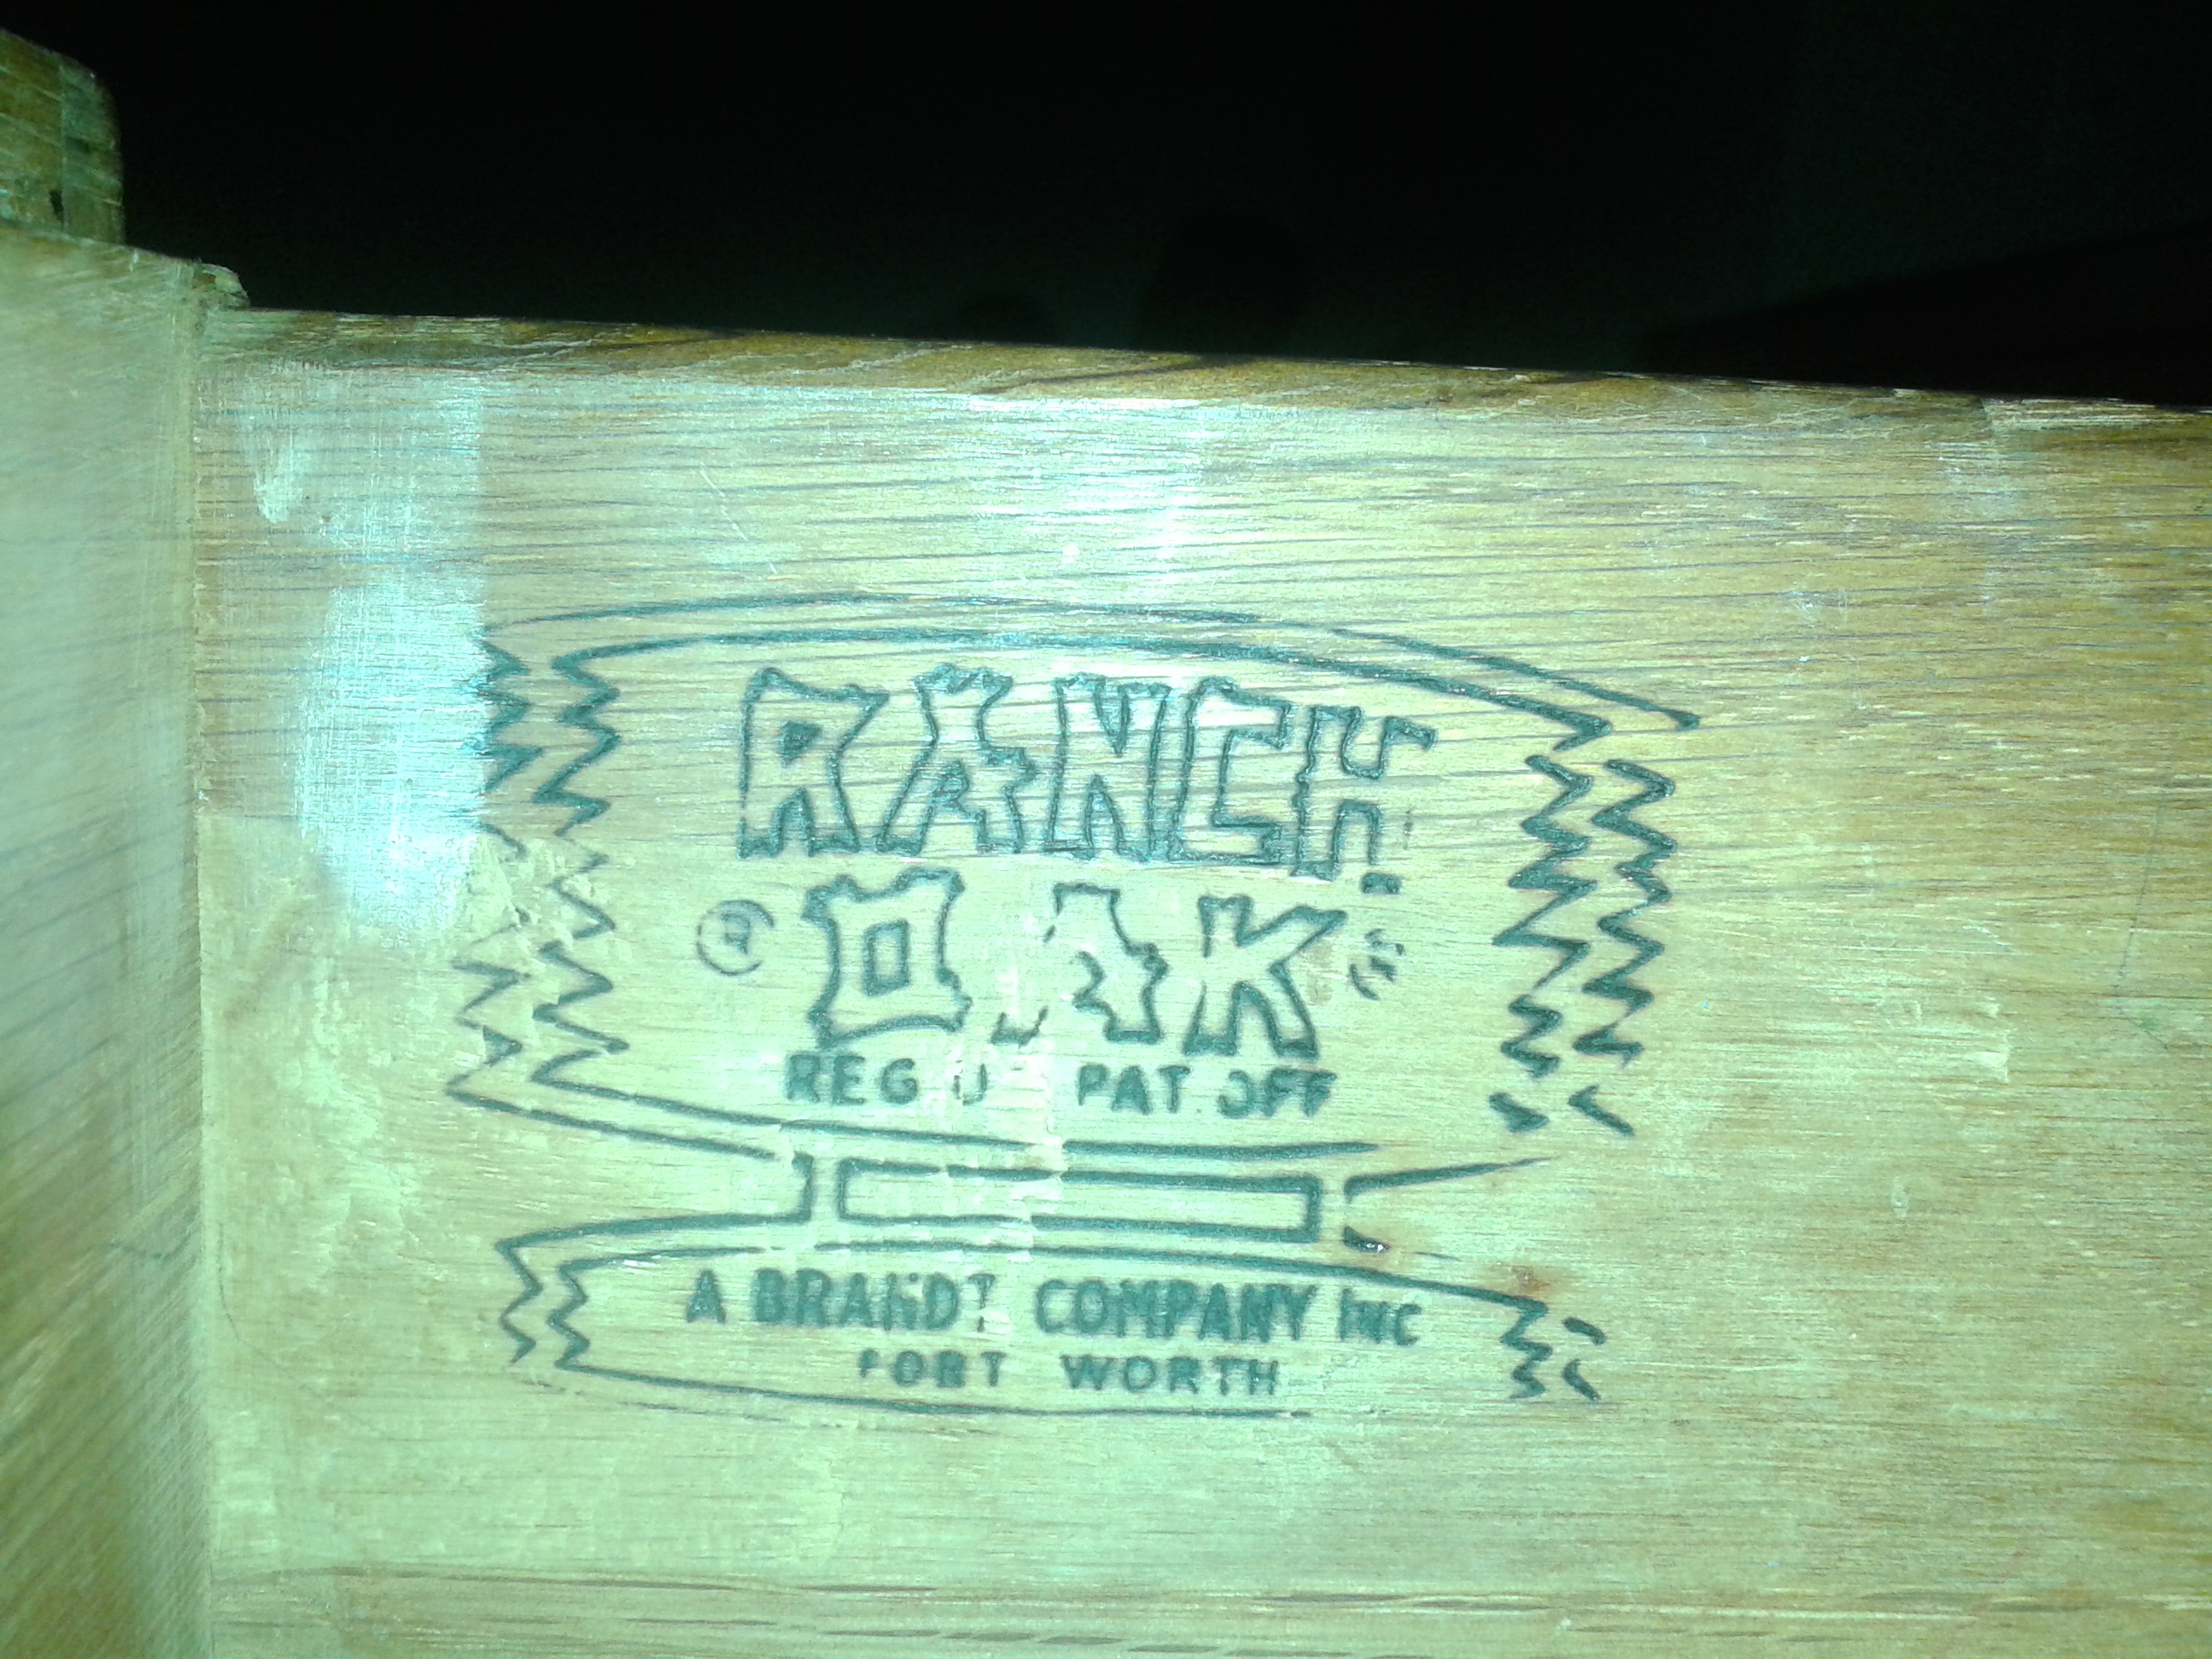 RANCH
® OAK ®
REG U PAT. OFF
A BRANDT COMPANY INC
FORT WORTH